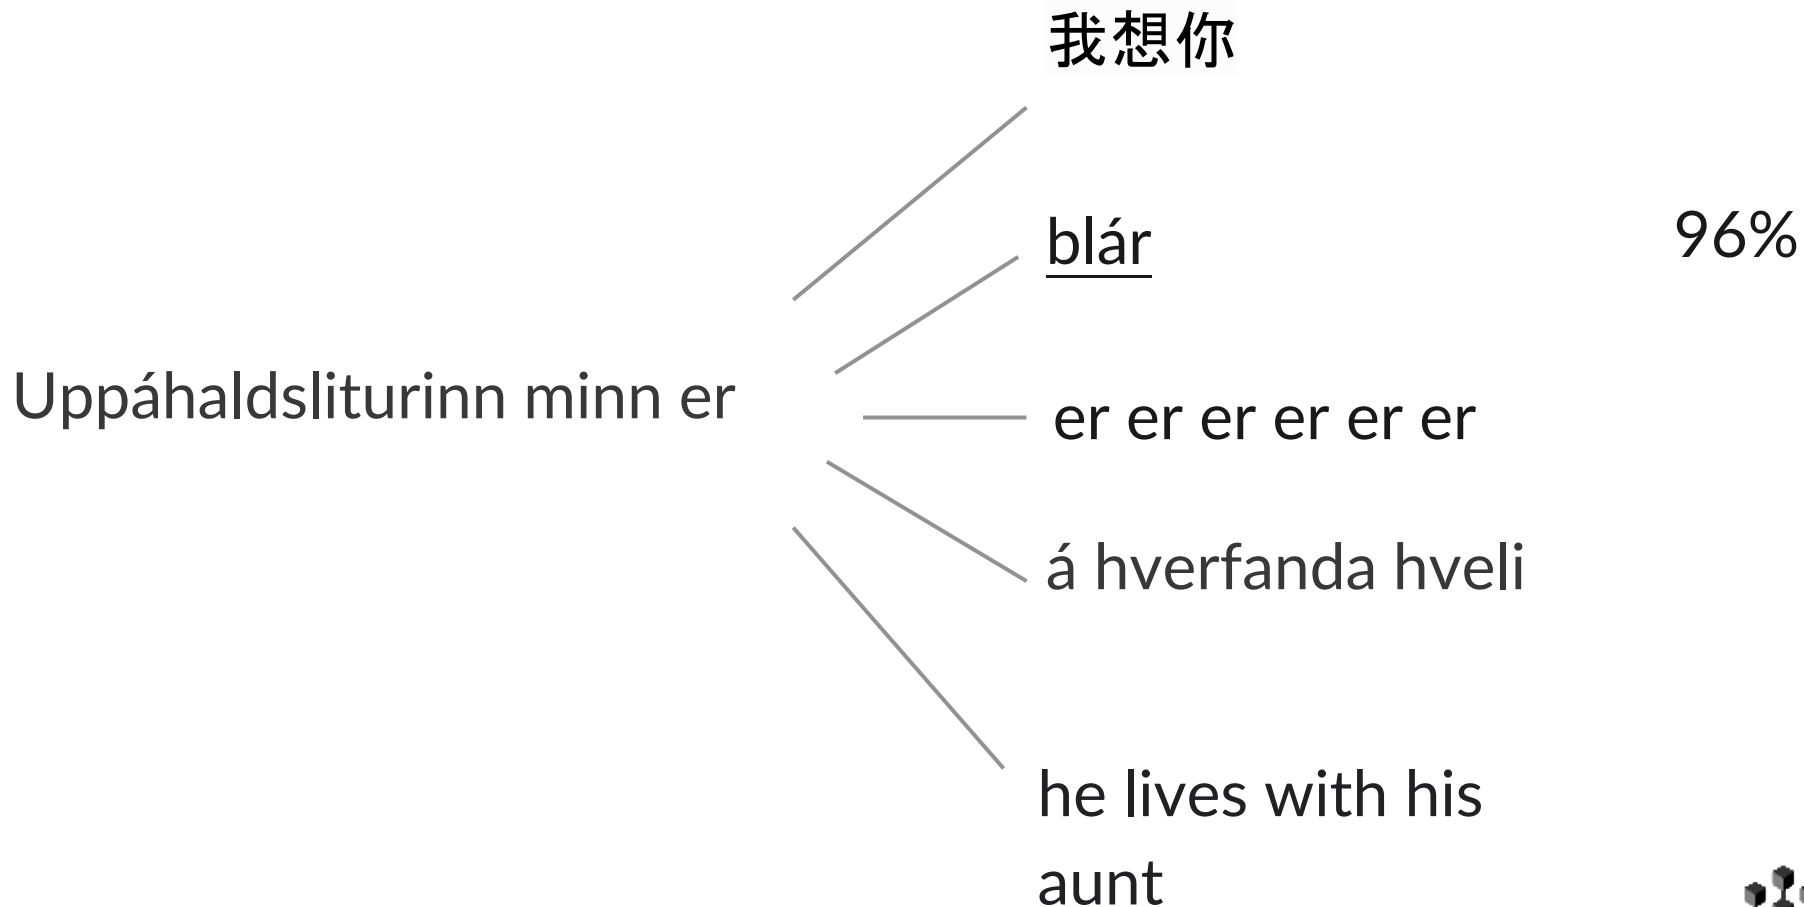 我想你
blár 96%
Uppáhaldsliturinn minn er
er er er er er er
á hverfanda hveli
he lives with his
aunt